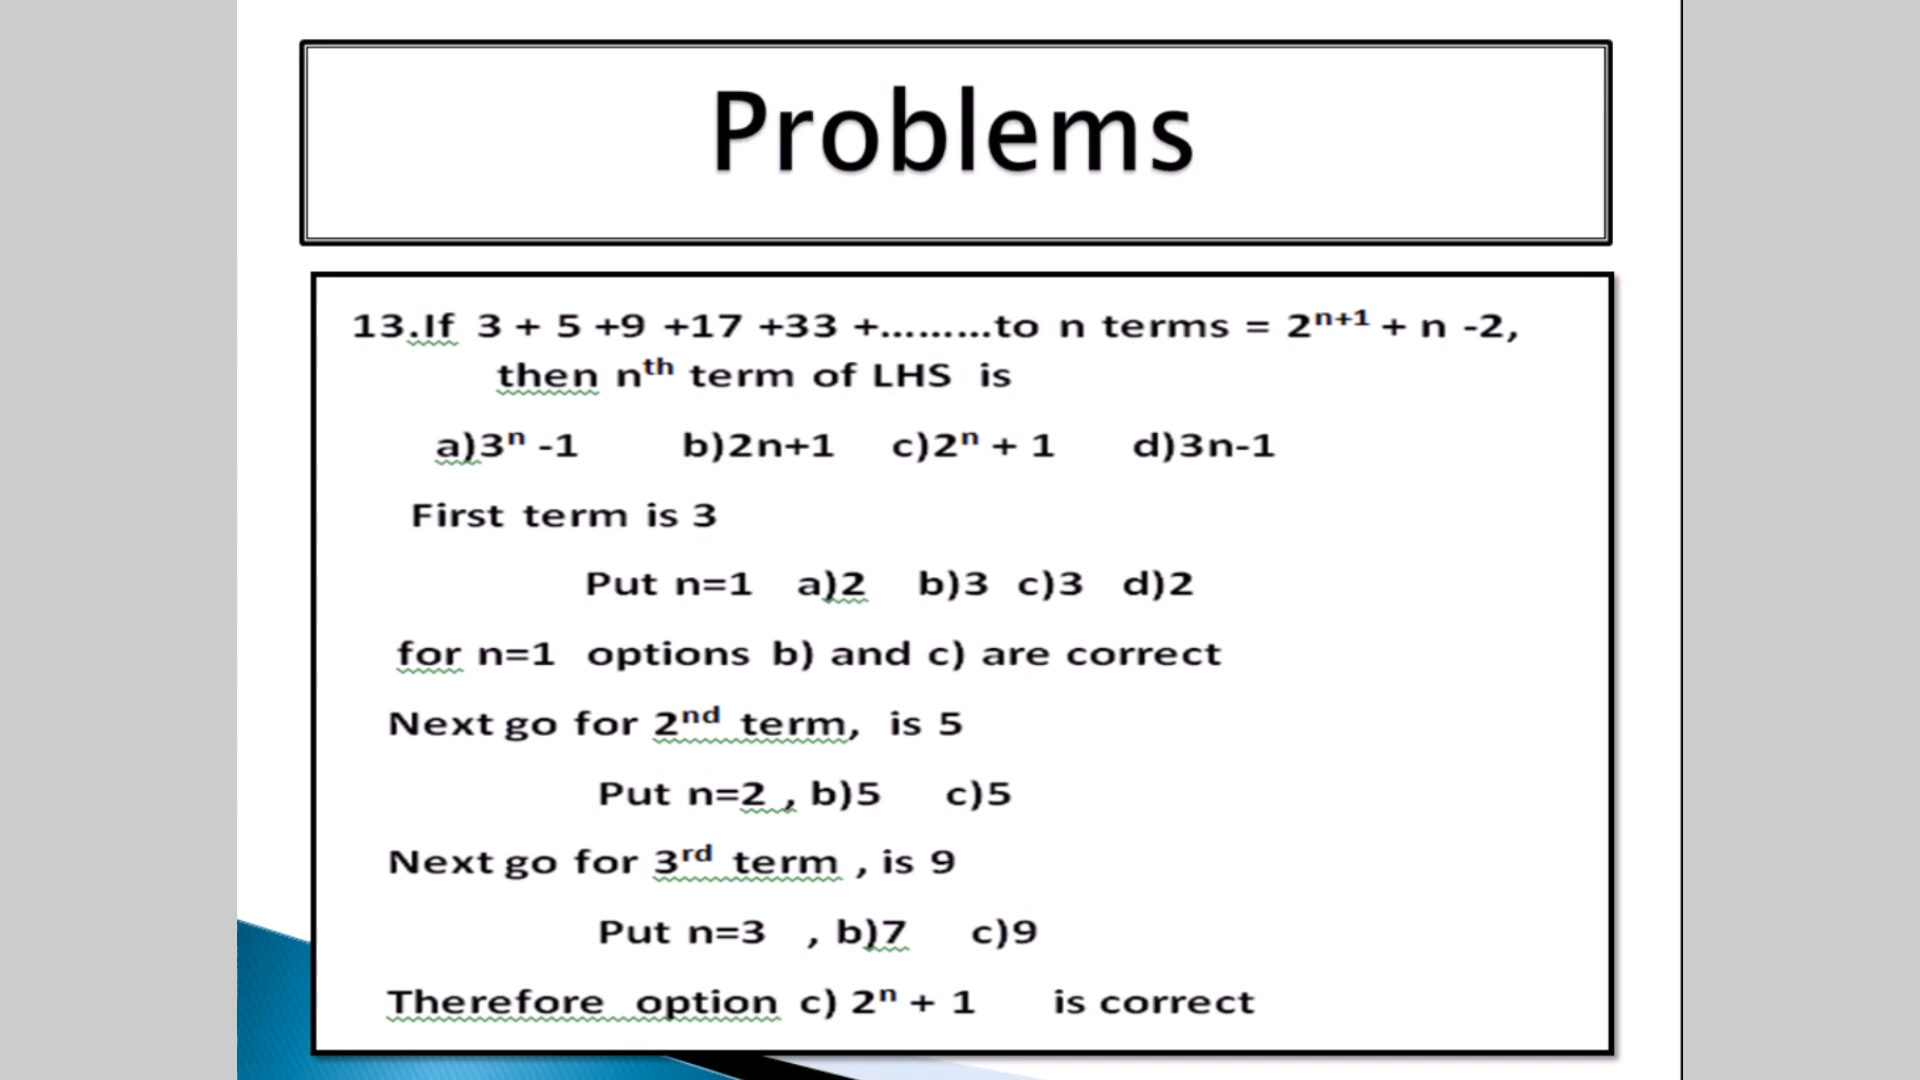 Problems
13.If 3 + 5 +9 +17 +33 +.........to n terms = 2ⁿ⁺¹ + n -2,
then nᵗʰ term of LHS is
a)3ⁿ -1 b)2n+1 c)2ⁿ + 1 d)3n-1
First term is 3
Put n=1 a)2 b)3 c)3 d)2
for n=1 options b) and c) are correct
Next go for 2ⁿᵈ term, is 5
Put n=2 , b)5 c)5
Next go for 3ʳᵈ term , is 9
Put n=3 , b)7 c)9
Therefore option c) 2ⁿ + 1 is correct